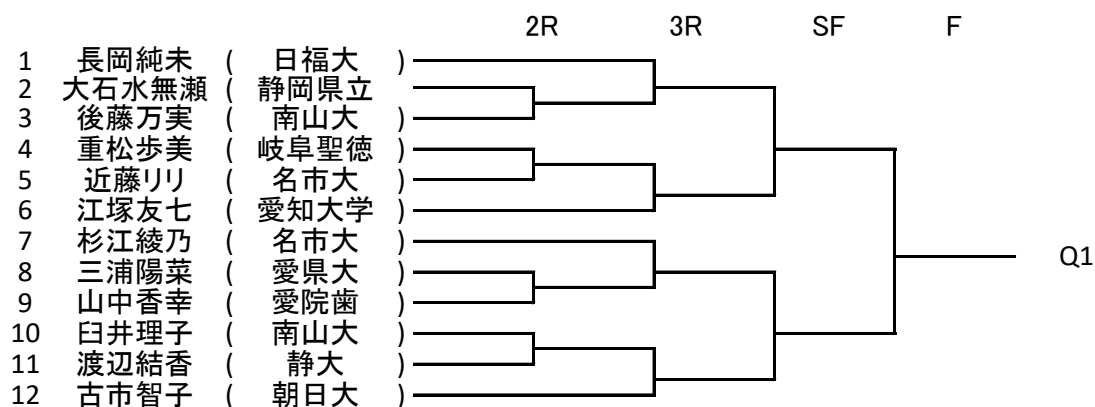 2R 3R SF F
1 長岡純未 ( 日福大 )
2 大石水無瀬 ( 静岡県立
3 後藤万実 ( 南山大 )
4 重松歩美 ( 岐阜聖徳 )
5 近藤リリ ( 名市大 )
6 江塚友七 ( 愛知大学 )
7 杉江綾乃 ( 名市大 )
Q1
8 三浦陽菜 ( 愛県大 )
9 山中香幸 ( 愛院歯 )
10 臼井理子 ( 南山大 )
11 渡辺結香 ( 静大 )
12 古市智子 ( 朝日大 )